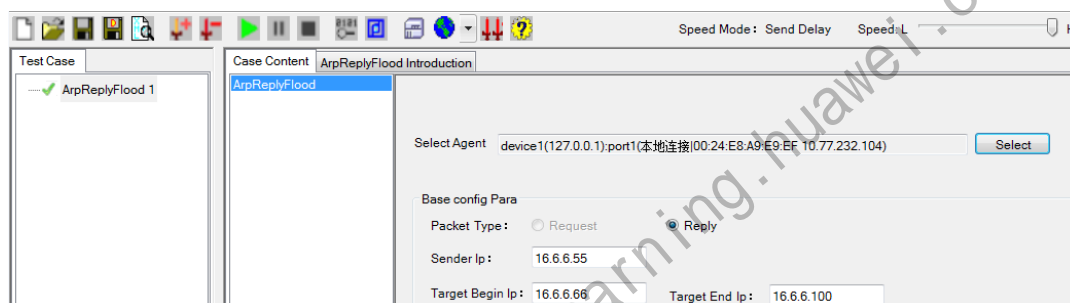 Speed Mode: Send Delay Speed: L H
Test Case
Case Content ArpReplyFlood Introduction
ArpReplyFlood 1
ArpReplyFlood
Select Agent device1(127.0.0.1):port1(本地连接|00:24:E8:A9:E9:EF 10.77.232.104) Select
Base config Para
Packet Type: Request Reply
Sender Ip: 16.6.6.55
Target Begin Ip: 16.6.6.66 Target End Ip: 16.6.6.100
arning.huawei.c